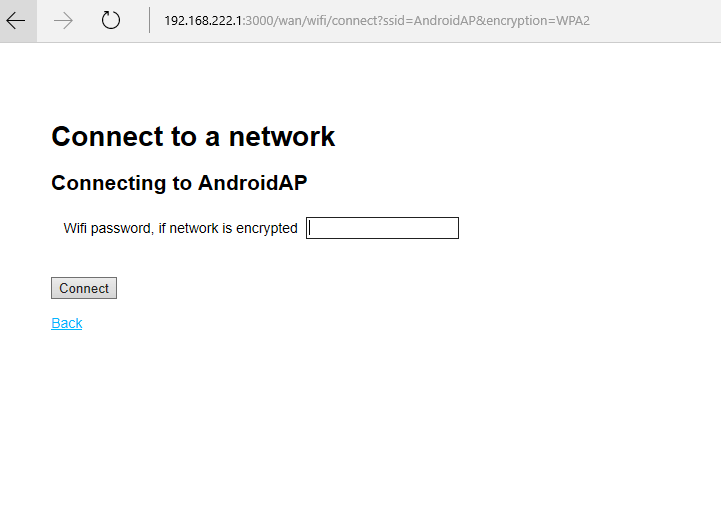 192.168.222.1:3000/wan/wifi/connect?ssid=AndroidAP&encryption=WPA2
Connect to a network
Connecting to AndroidAP
Wifi password, if network is encrypted
Connect
Back